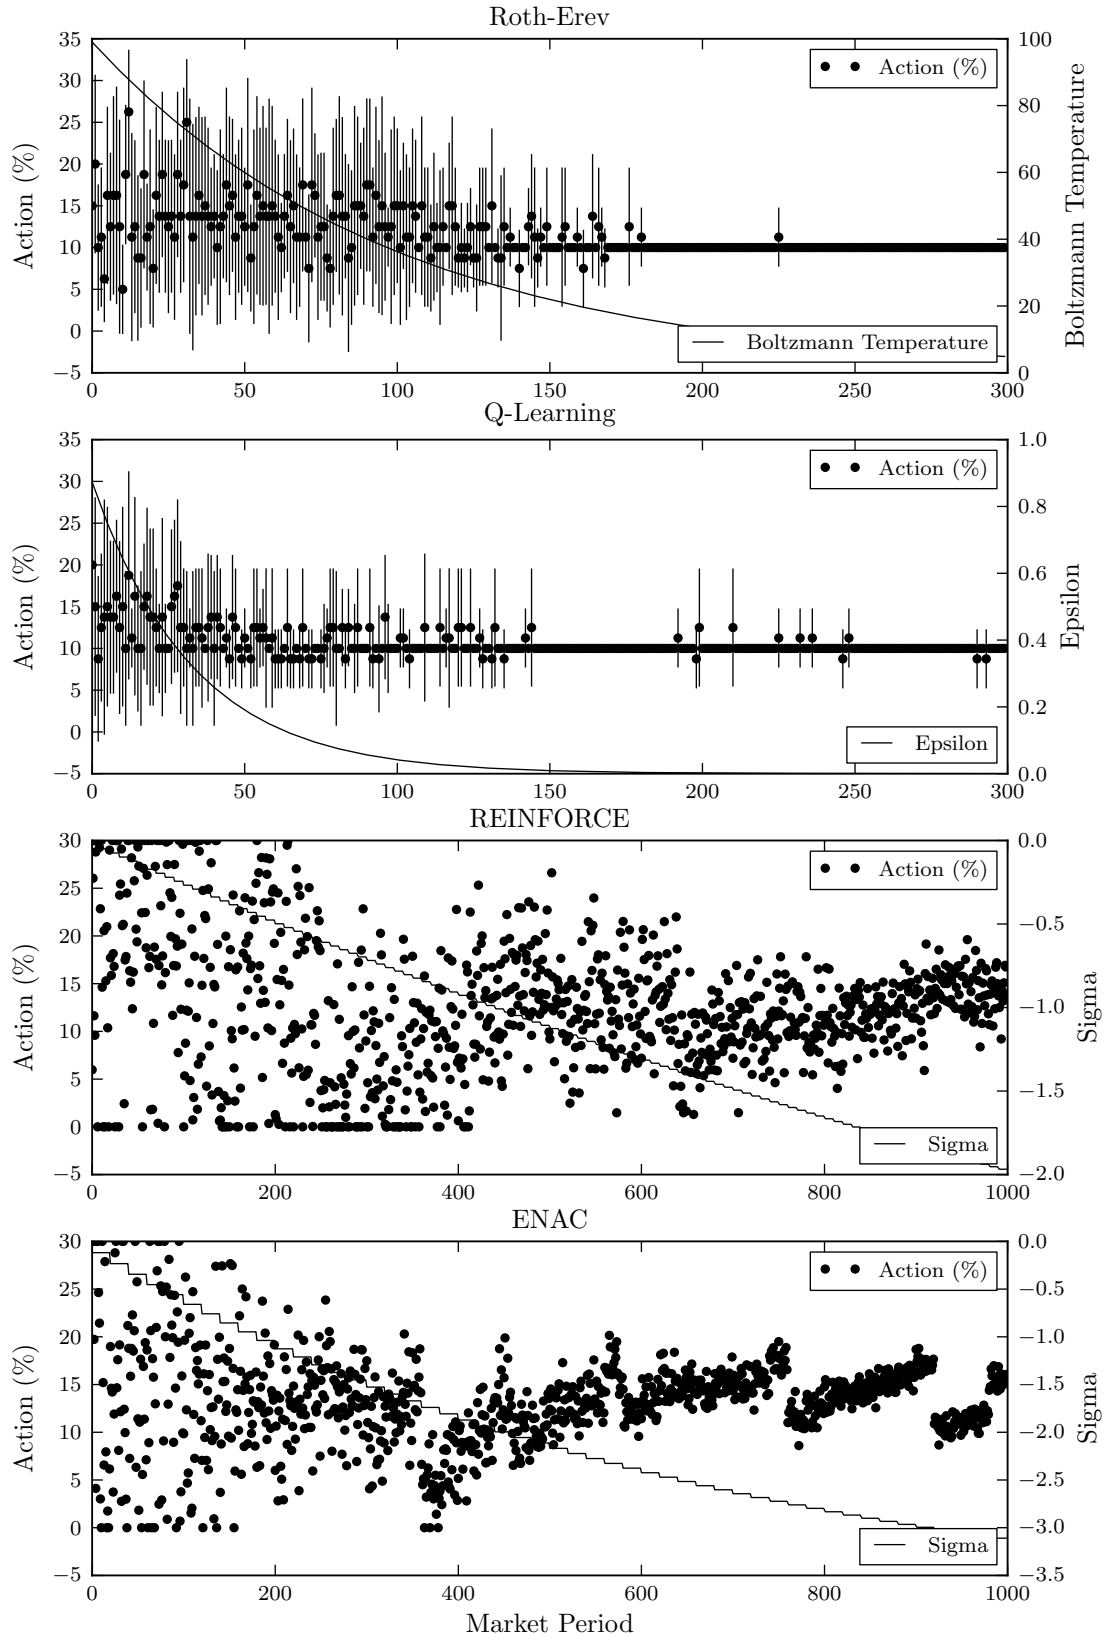 Roth-Erev
35 30 25 20 15 10 5 0 −5
Action (%)
Action (%)
Boltzmann Temperature
100 80 60 40 20 0
Boltzmann Temperature
0 50 100 150 200 250 300
Q-Learning
35 30 25 20 15 10 5 0 −5
Action (%)
Action (%)
Epsilon
1.0 0.8 0.6 0.4 0.2 0.0
Epsilon
0 50 100 150 200 250 300
REINFORCE
30 25 20 15 10 5 0 −5
Action (%)
Action (%)
Sigma
0.0 −0.5 −1.0 −1.5 −2.0
Sigma
0 200 400 600 800 1000
ENAC
30 25 20 15 10 5 0 −5
Action (%)
Action (%)
Sigma
0.0 −0.5 −1.0 −1.5 −2.0 −2.5 −3.0 −3.5
Sigma
0 200 400 600 800 1000
Market Period